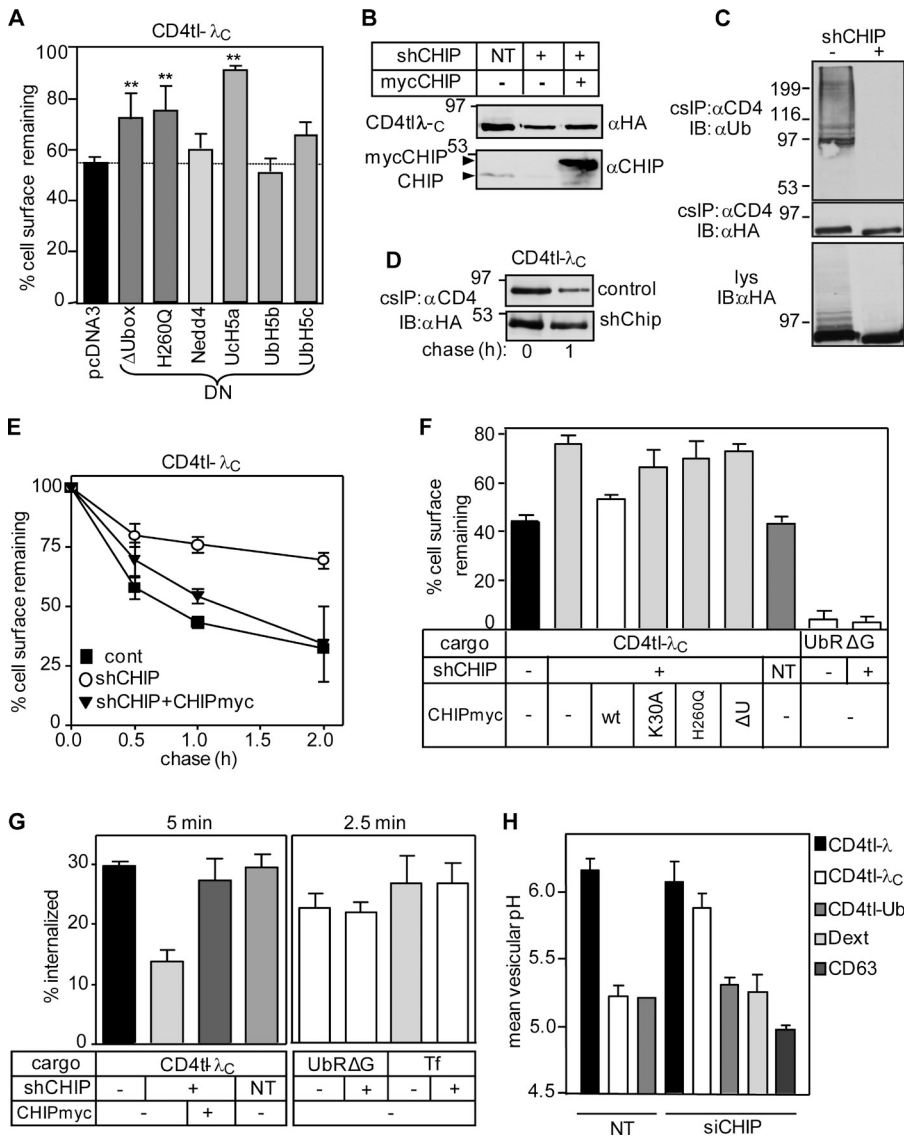 A
CD4tl- λC
% cell surface remaining
100
80
60
40
20
0
** ** **
pcDNA3
ΔUbox
H260Q
Nedd4
UcH5a
UbH5b
UbH5c
DN
B
shCHIP NT + +
mycCHIP - - +
97
CD4tlλ-C
αHA
53
mycCHIP
CHIP
αCHIP
C
shCHIP
- +
199
116
97
53
csIP:αCD4
IB:αUb
97
csIP:αCD4
IB:αHA
lys
IB:αHA
97
D
CD4tl-λC
97
control
csIP:αCD4
IB:αHA
53
shChip
chase (h): 0 1
E
CD4tl- λC
% cell surface remaining
100
75
50
25
0
cont
shCHIP
shCHIP+CHIPmyc
0.0 0.5 1.0 1.5 2.0
chase (h)
F
% cell surface
remaining
80
60
40
20
0
cargo CD4tl-λC UbR ΔG
shCHIP - + NT - +
CHIPmyc - - wt K30A H260Q ΔU - -
G
5 min 2.5 min
% internalized
30
20
10
0
cargo CD4tl-λC UbRΔG Tf
shCHIP - + NT - + - +
CHIPmyc - + - -
H
mean vesicular pH
6.0
5.5
5.0
4.5
NT siCHIP
CD4tl-λ
CD4tl-λC
CD4tl-Ub
Dext
CD63